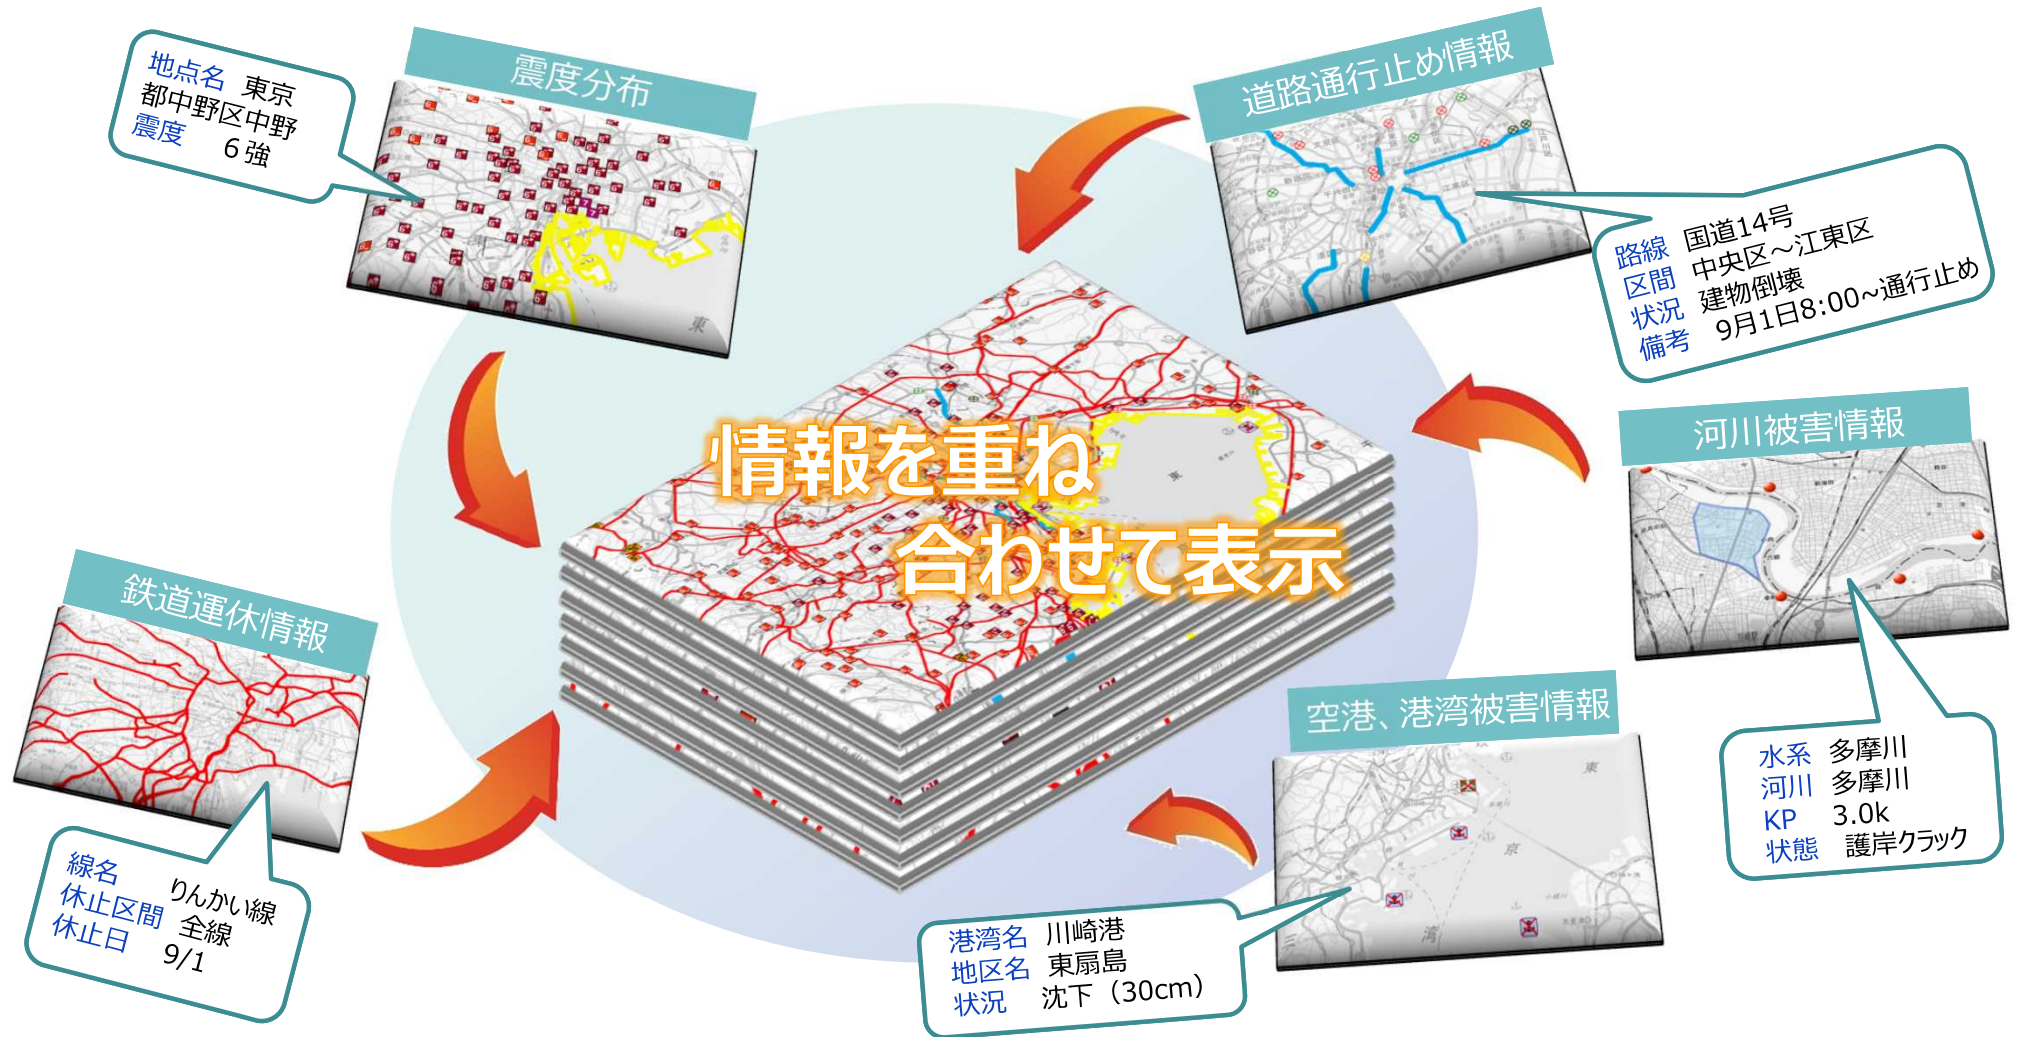 震度分布
地点名 東京
都中野区中野
震度 6強
道路通行止め情報
路線 国道14号
区間 中央区～江東区
状況 建物倒壊
備考 9月1日8:00~通行止め
情報を重ね
合わせて表示
河川被害情報
水系 多摩川
河川 多摩川
KP 3.0k
状態 護岸クラック
鉄道運休情報
線名 りんかい線
休止区間 全線
休止日 9/1
空港、港湾被害情報
港湾名 川崎港
地区名 東扇島
状況 沈下（30cm）
東
東
東
京
湾